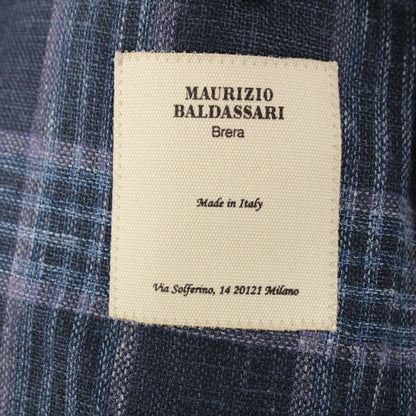 MAURIZIO
BALDASSARI
Brera
Made in Italy
Via Solferino, 14 20121 Milano